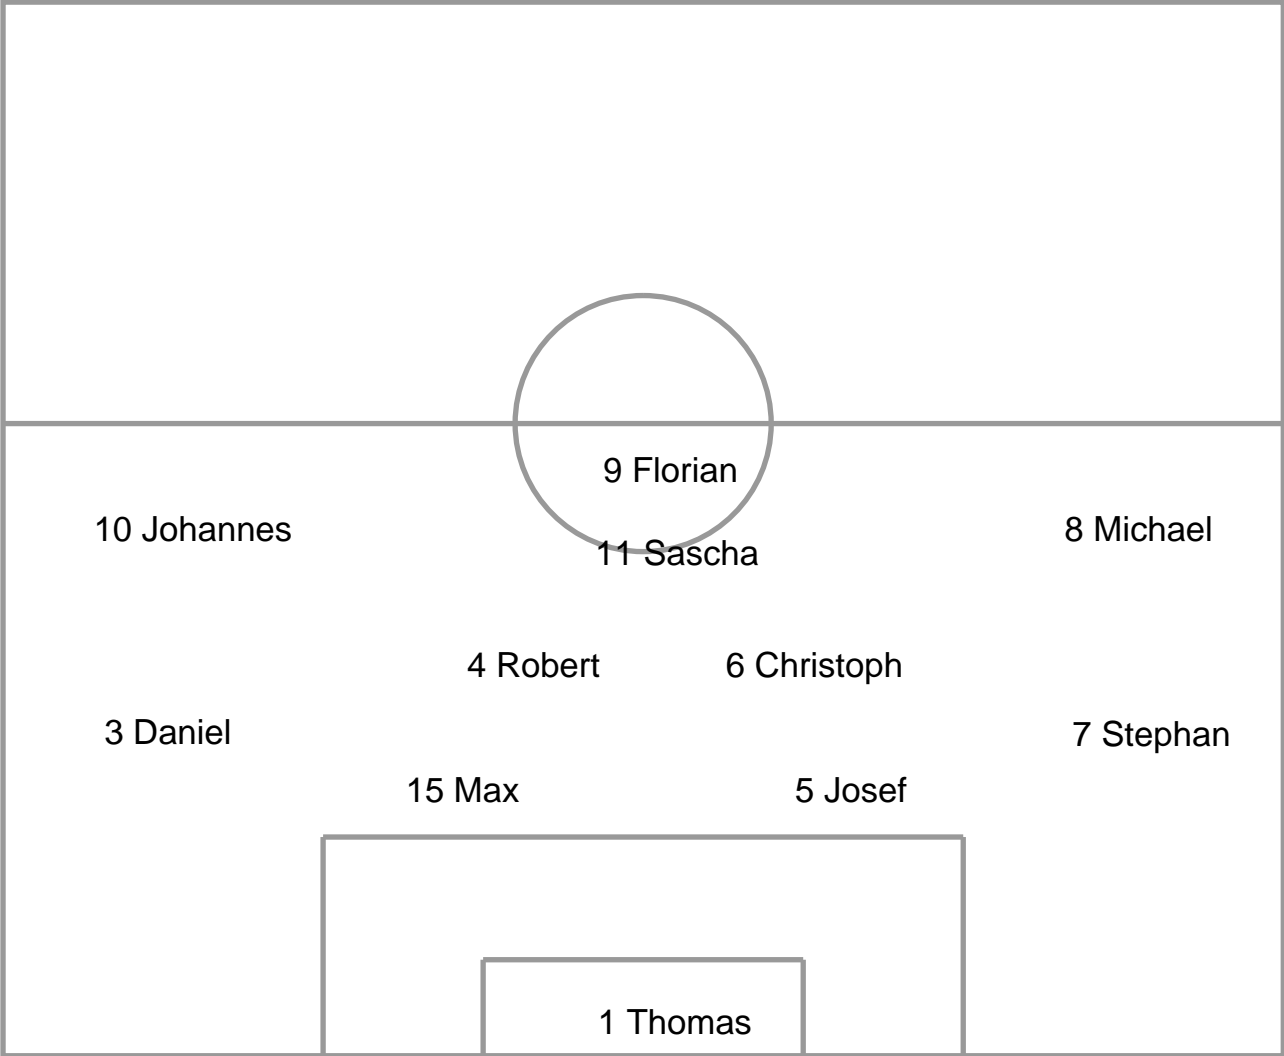 9 Florian
10 Johannes
8 Michael
11 Sascha
4 Robert
6 Christoph
3 Daniel
7 Stephan
15 Max
5 Josef
1 Thomas